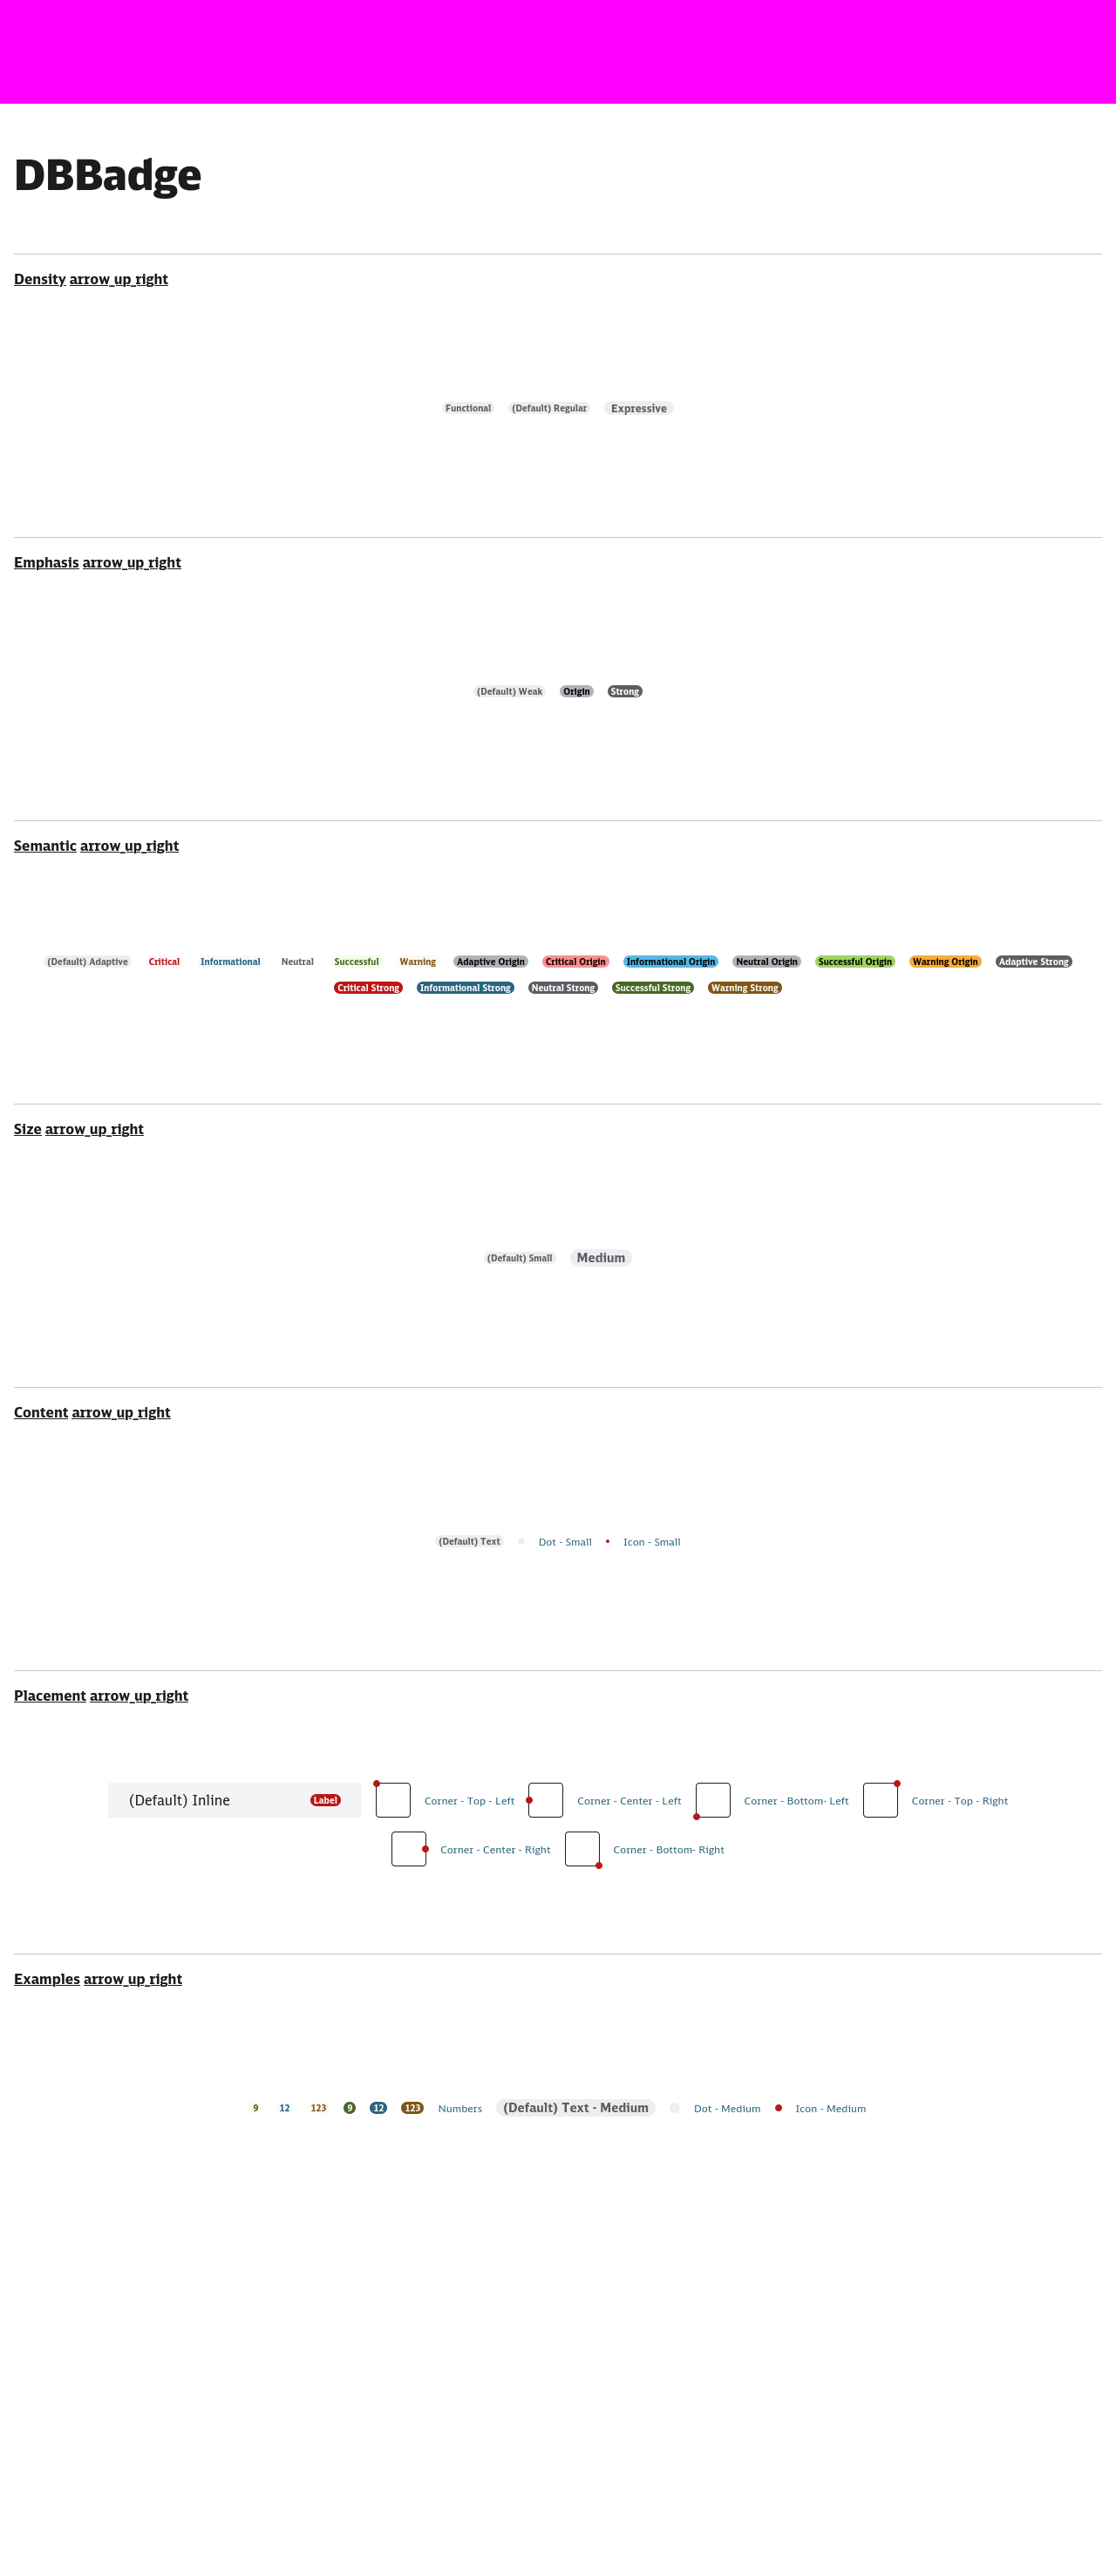 DBBadge
Density arrow_up_right
Functional (Default) Regular Expressive
Emphasis arrow_up_right
(Default) Weak Origin Strong
Semantic arrow_up_right
(Default) Adaptive Critical Informational Neutral Successful Warning Adaptive Origin Critical Origin Informational Origin Neutral Origin Successful Origin Warning Origin Adaptive Strong
Critical Strong Informational Strong Neutral Strong Successful Strong Warning Strong
Size arrow_up_right
(Default) Small Medium
Content arrow_up_right
(Default) Text Dot - Small Icon - Small
Placement arrow_up_right
(Default) Inline Label Corner - Top - Left Corner - Center - Left Corner - Bottom- Left Corner - Top - Right
Corner - Center - Right Corner - Bottom- Right
Examples arrow_up_right
9 12 123 9 12 123 Numbers (Default) Text - Medium Dot - Medium Icon - Medium